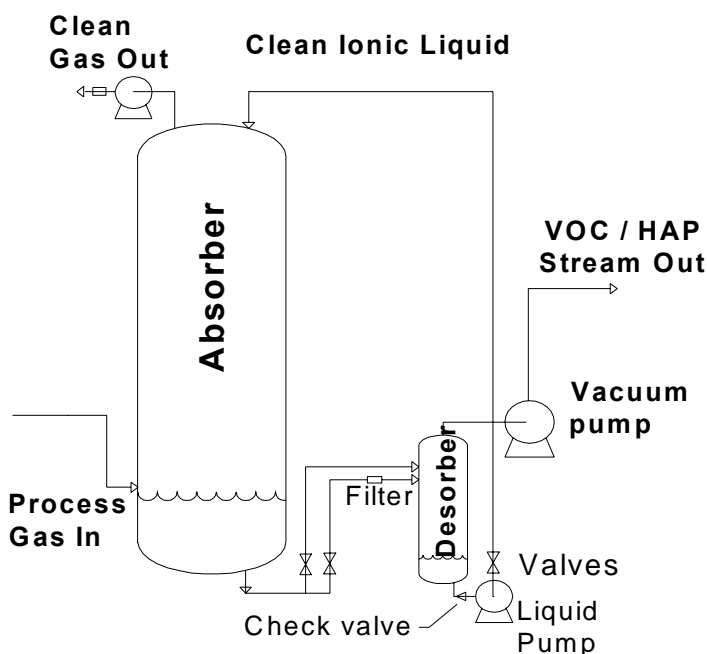 Clean
Gas Out
Clean Ionic Liquid
Absorber
VOC / HAP
Stream Out
Vacuum
pump
Process
Gas In
Filter
Desorber
Valves
Check valve
Liquid
Pump